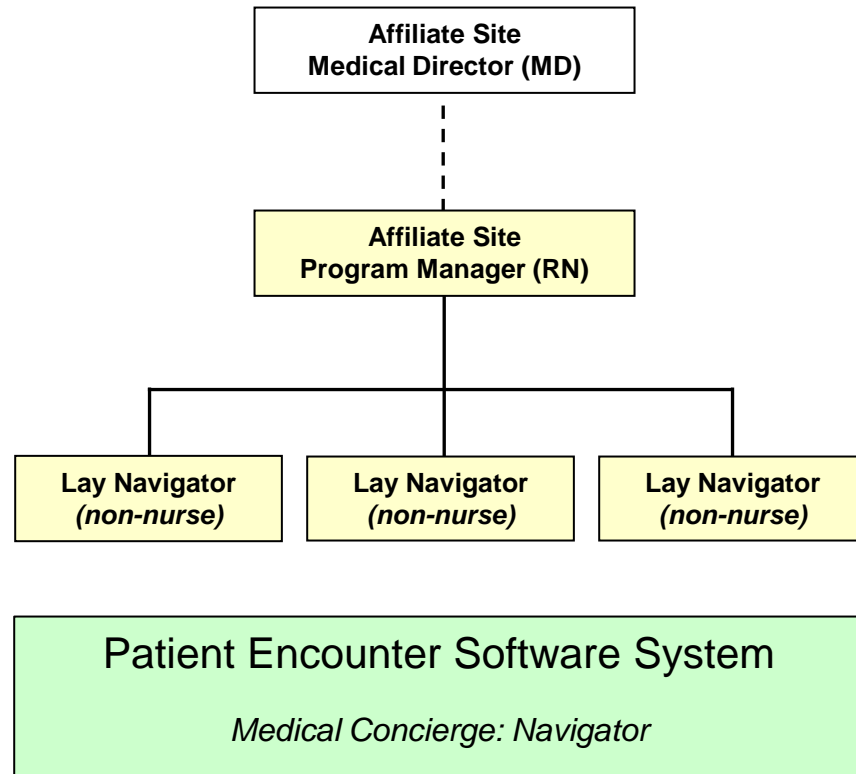 Affiliate Site
Medical Director (MD)
Affiliate Site
Program Manager (RN)
Lay Navigator
(non-nurse)
Lay Navigator
(non-nurse)
Lay Navigator
(non-nurse)
Patient Encounter Software System
Medical Concierge: Navigator